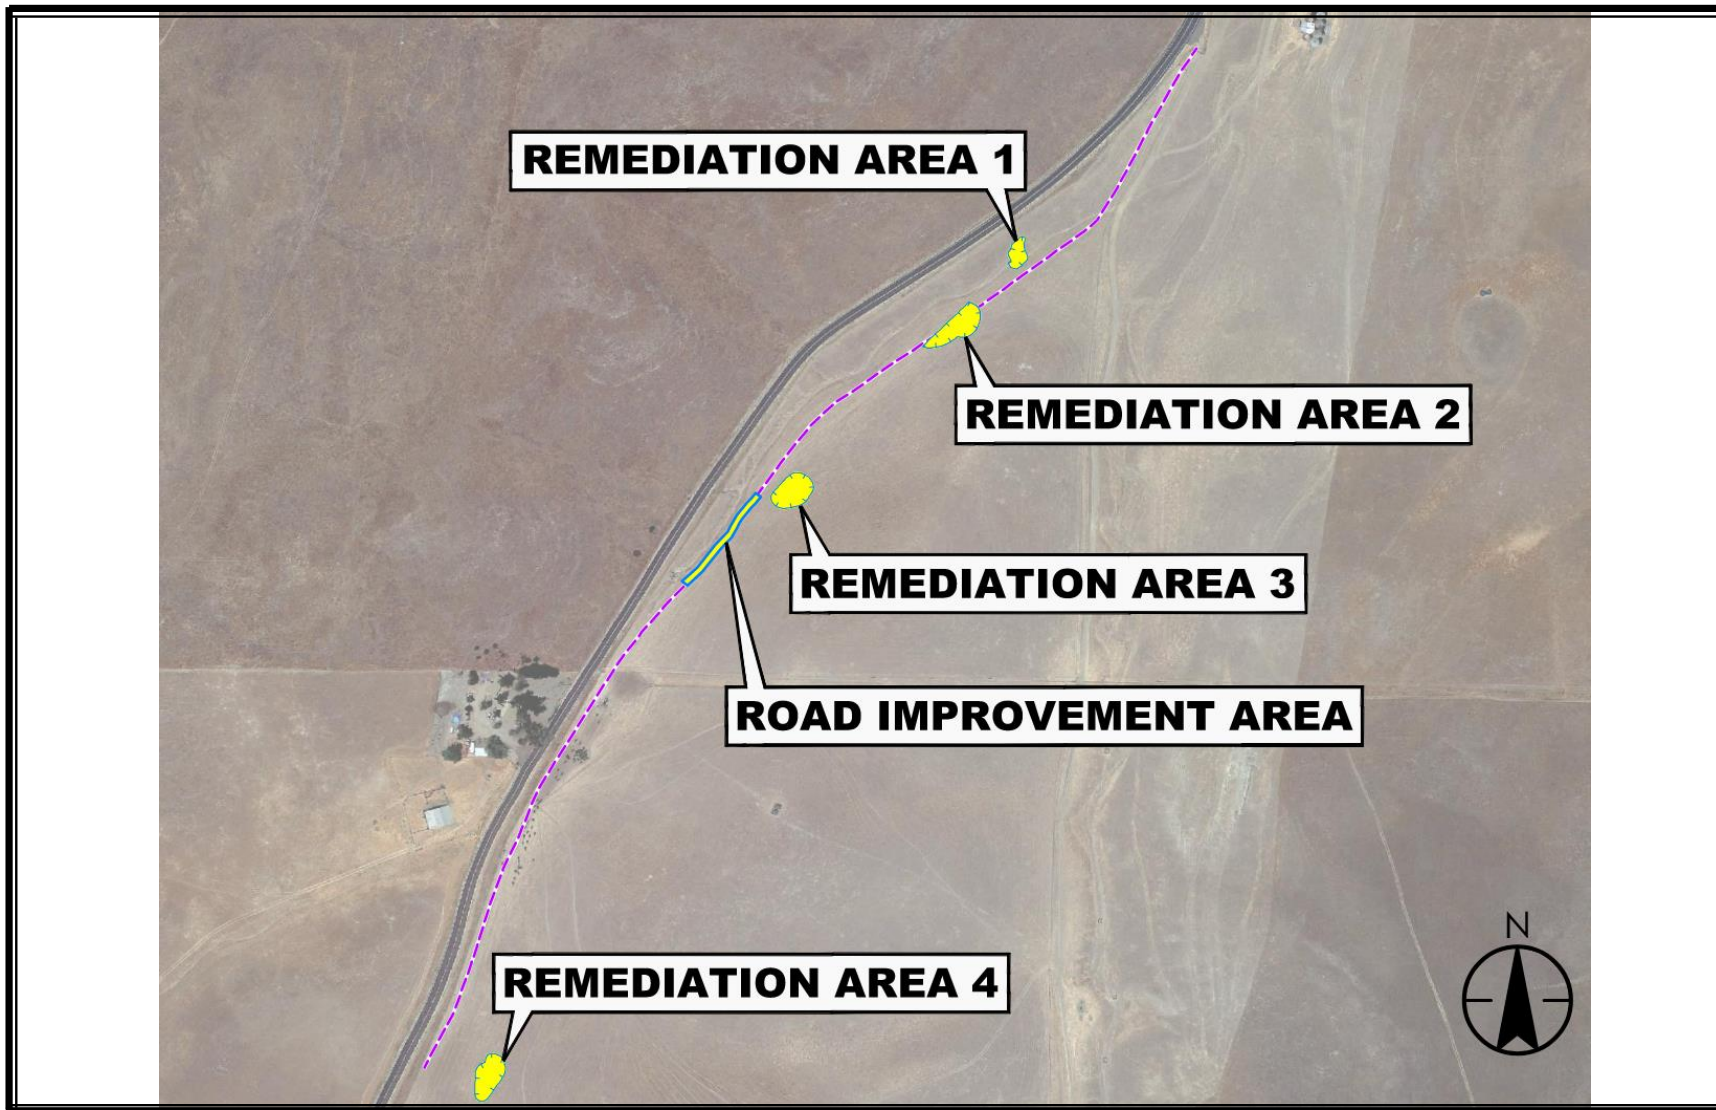 REMEDIATION AREA 1
REMEDIATION AREA 2
REMEDIATION AREA 3
ROAD IMPROVEMENT AREA
REMEDIATION AREA 4
N